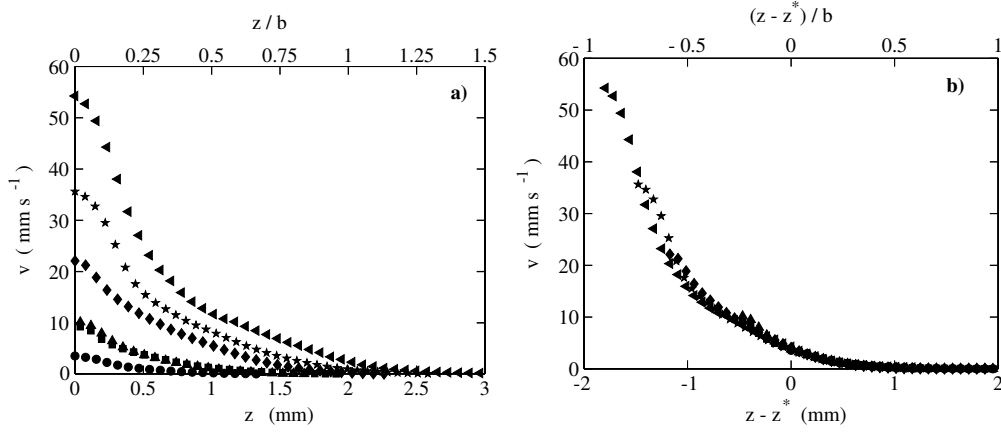 z / b
0 0.25 0.5 0.75 1 1.25 1.5
60
50
40
30
20
10
0
v ( mm s -1 )
a)
0 0.5 1 1.5 2 2.5 3
z (mm)
(z - z*) / b
- 1 - 0.5 0 0.5 1
60
50
40
30
20
10
0
v ( mm s -1 )
b)
-2 -1 0 1 2
z - z* (mm)